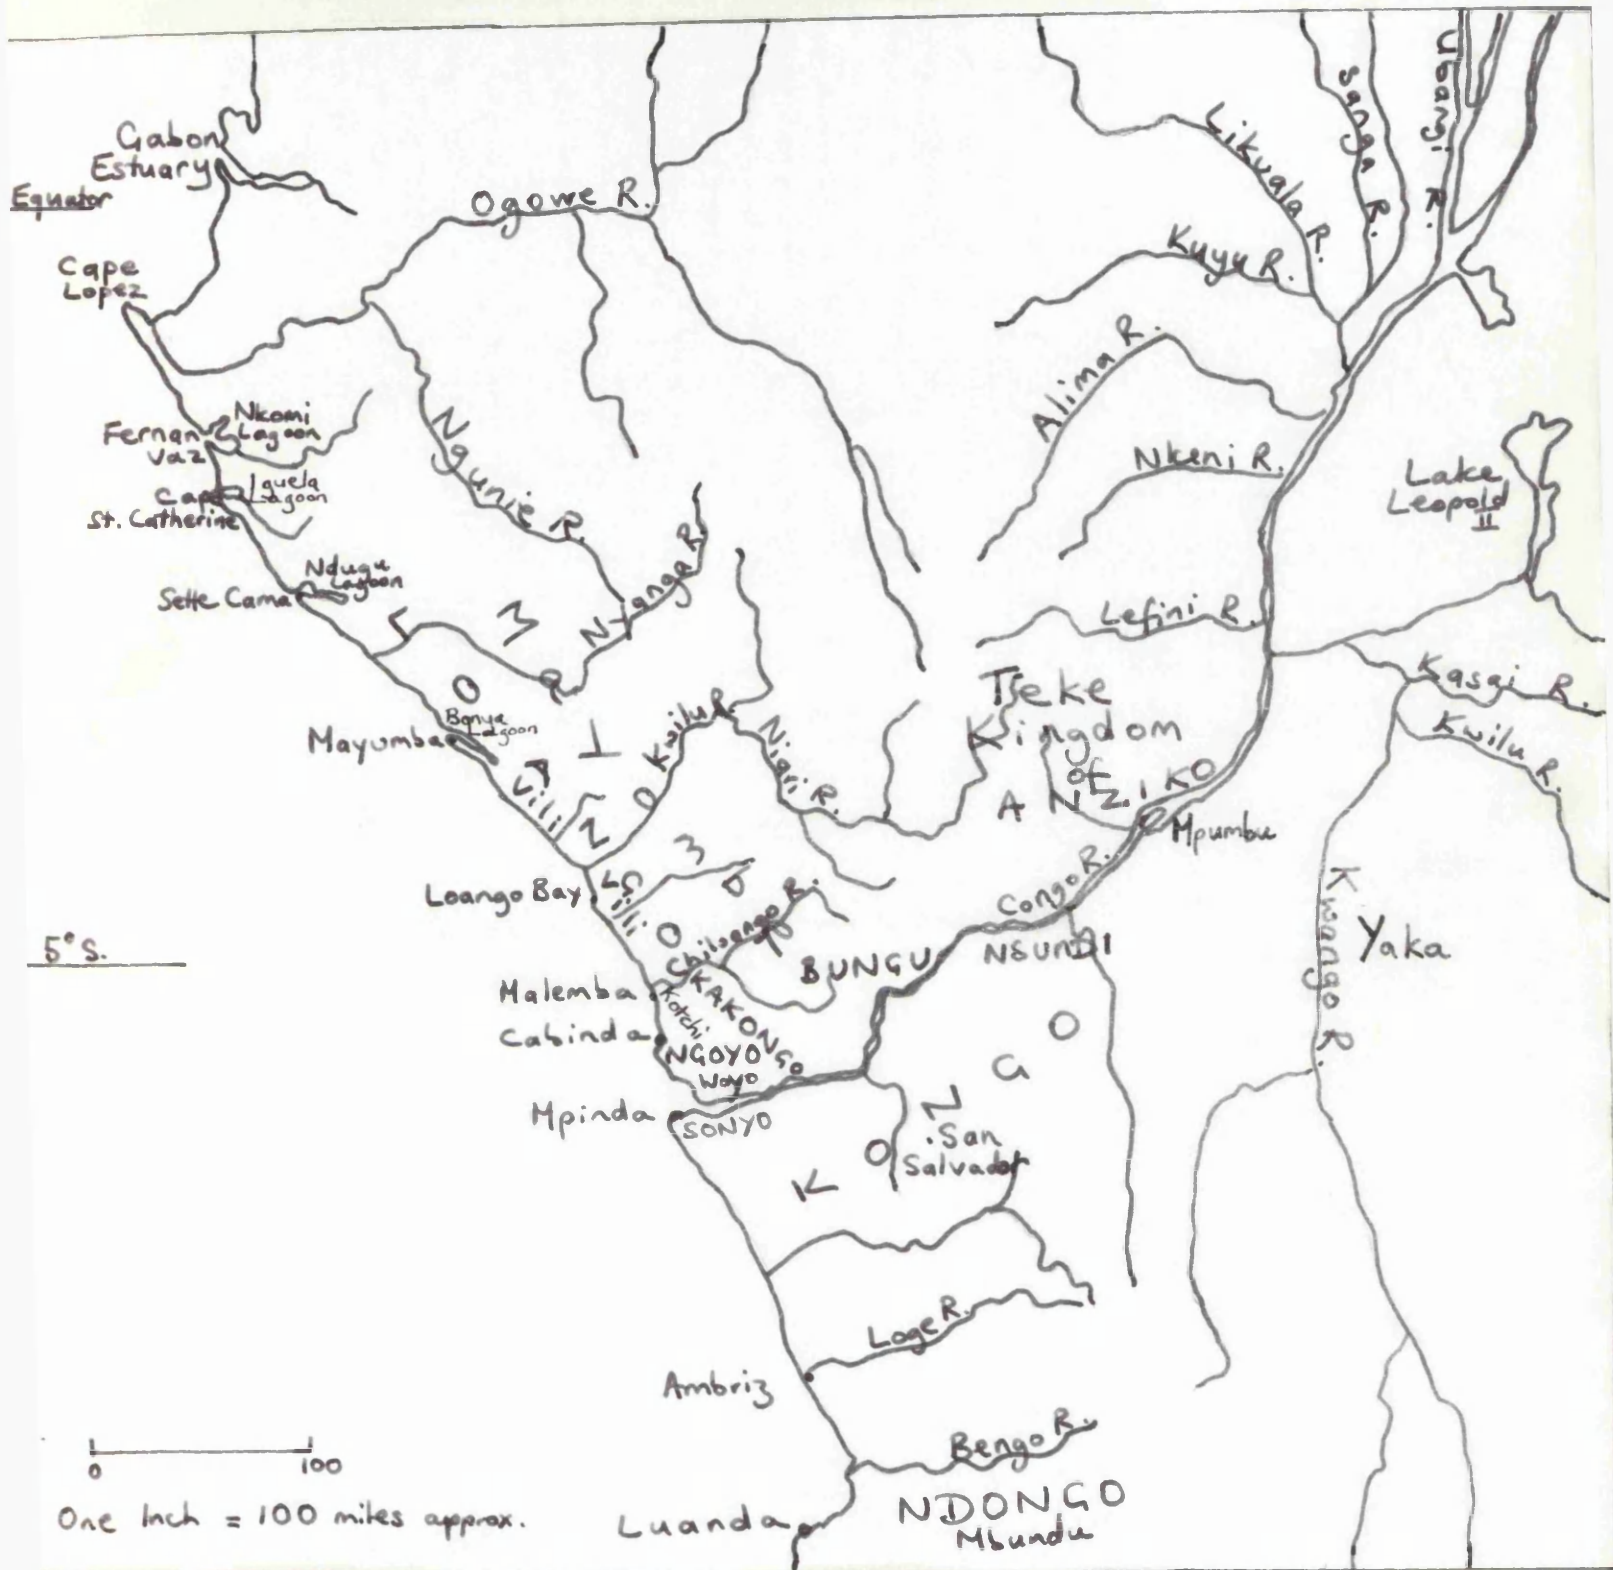 Gabon
Estuary
Equator
Cape
Lopez
Ogowe R.
Likuala R.
Sanga R.
Ubangi R.
Kuyu R.
Alima R.
Nkeni R.
Nkomi
Lagoon
Fernan
Vaz
Cape
St. Catherine
Lagoon
Ngunie R.
Nyanga R.
Lake
Leopold
II
Ndugu
Lagoon
Sette Cama
Lefini R.
Teke
Kingdom
of
ANZIKO
Kasai R.
Kwilu R.
Banya
Lagoon
Mayumba
Kwilu R.
Niari R.
Vili
Mpumbu
Loango Bay
Vili
Congo R.
Kwango R.
Yaka
5° S.
Chiloango R.
BUNGU
NSUNDI
Malemba
KAKONGO
Kotchi
Cabinda
NGOYO
Woyo
Mpinda
SONYO
KONGO
San
Salvador
Loge R.
Ambriz
Bengo R.
0 100
One Inch = 100 miles approx.
Luanda
NDONGO
Mbundu